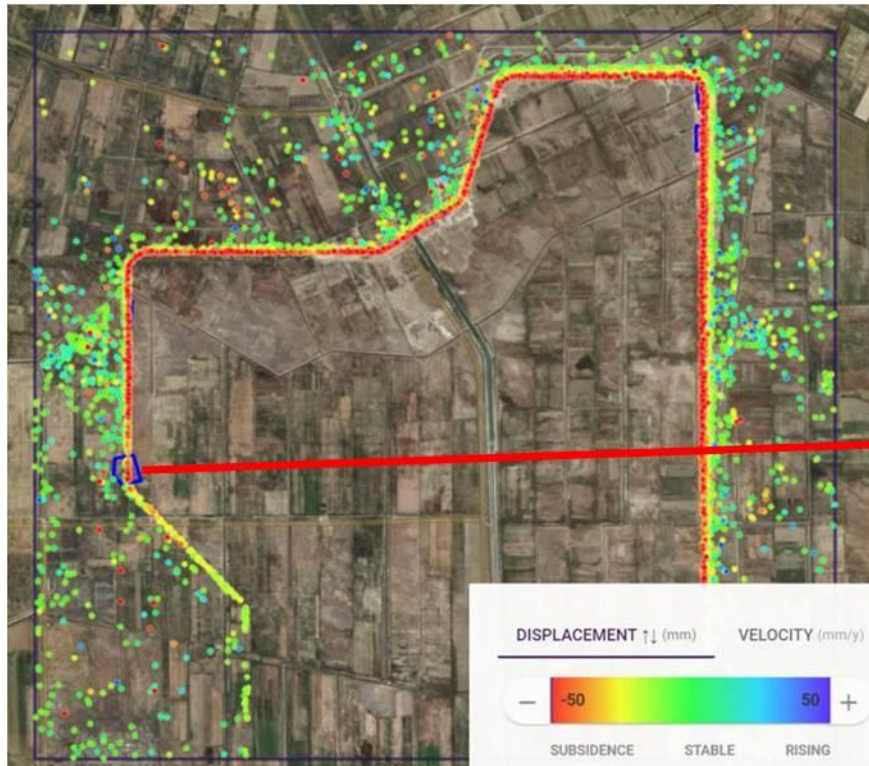 DISPLACEMENT ↑↓ (mm) VELOCITY (mm/y)
− -50 50 +
SUBSIDENCE STABLE RISING